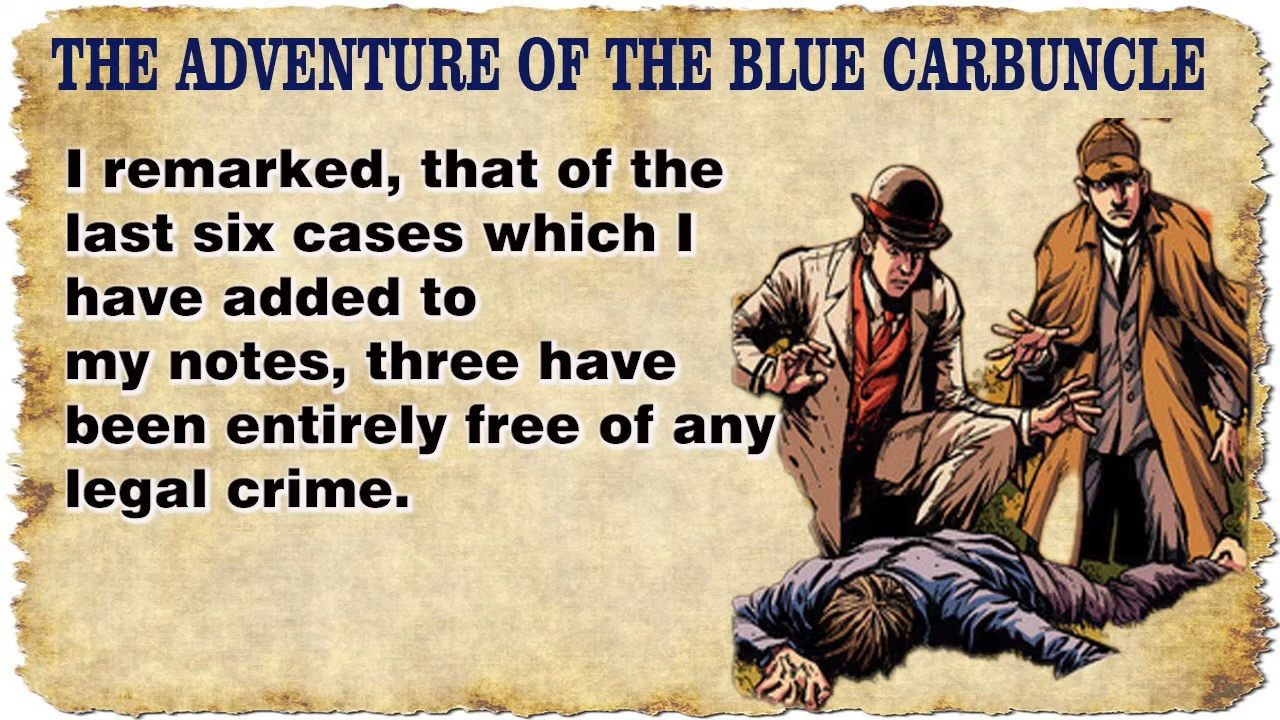 THE ADVENTURE OF THE BLUE CARBUNCLE
I remarked, that of the
last six cases which I
have added to
my notes, three have
been entirely free of any
legal crime.